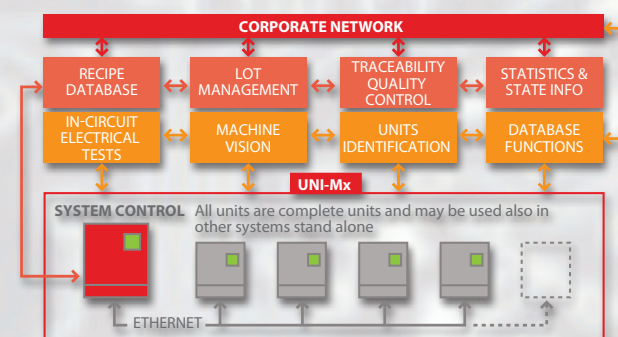 CORPORATE NETWORK
RECIPE
DATABASE
LOT
MANAGEMENT
TRACEABILITY
QUALITY
CONTROL
STATISTICS &
STATE INFO
IN-CIRCUIT
ELECTRICAL
TESTS
MACHINE
VISION
UNITS
IDENTIFICATION
DATABASE
FUNCTIONS
UNI-Mx
SYSTEM CONTROL All units are complete units and may be used also in
other systems stand alone
ETHERNET